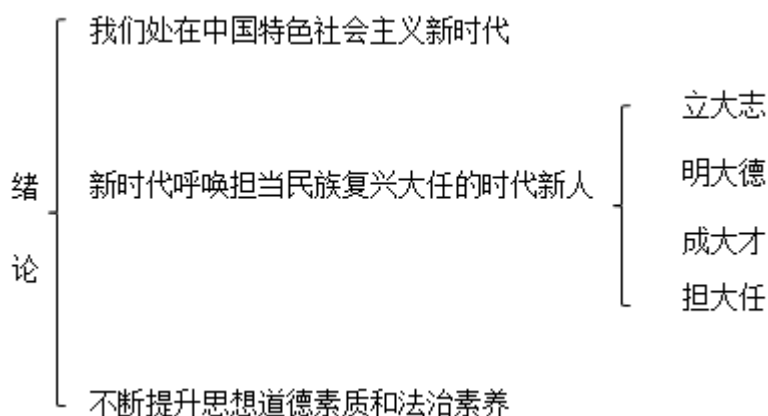 绪论
我们处在中国特色社会主义新时代
新时代呼唤担当民族复兴大任的时代新人
立大志
明大德
成大才
担大任
不断提升思想道德素质和法治素养